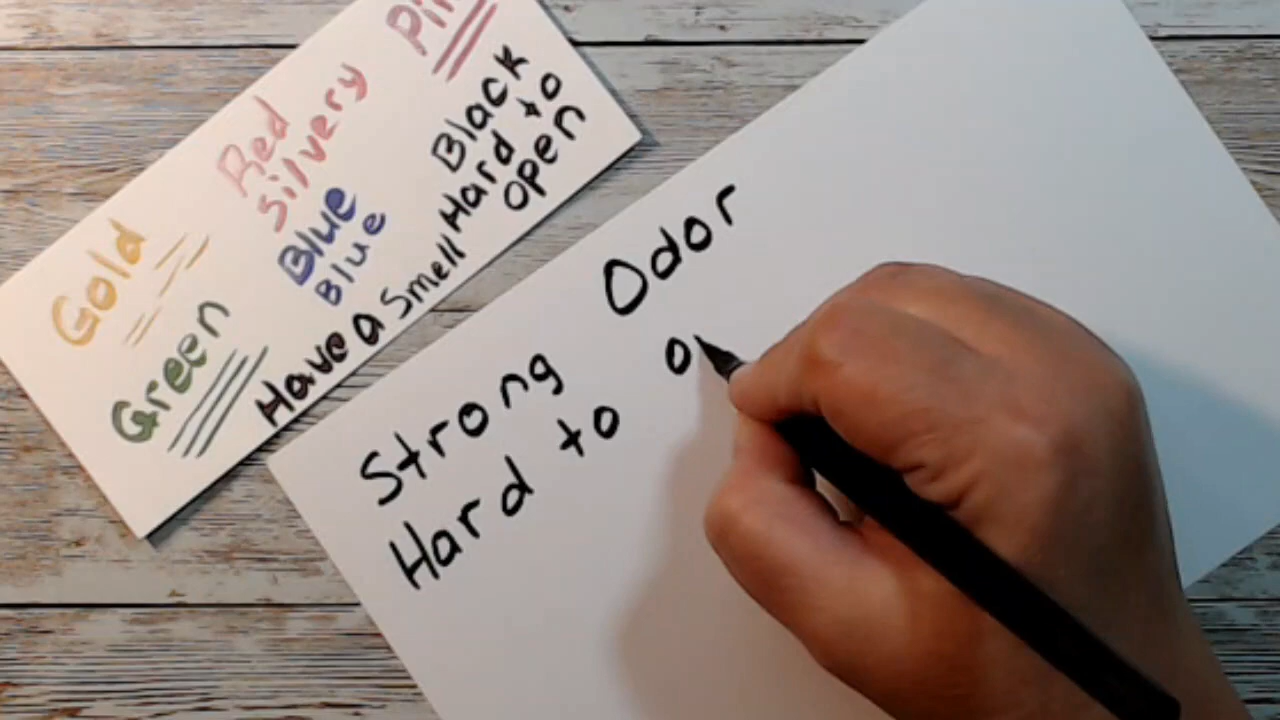 Gold
Green
Red
silvery
Blue
Blue
Have a Smell
Black
Hard to
open
Strong Odor
Hard to o